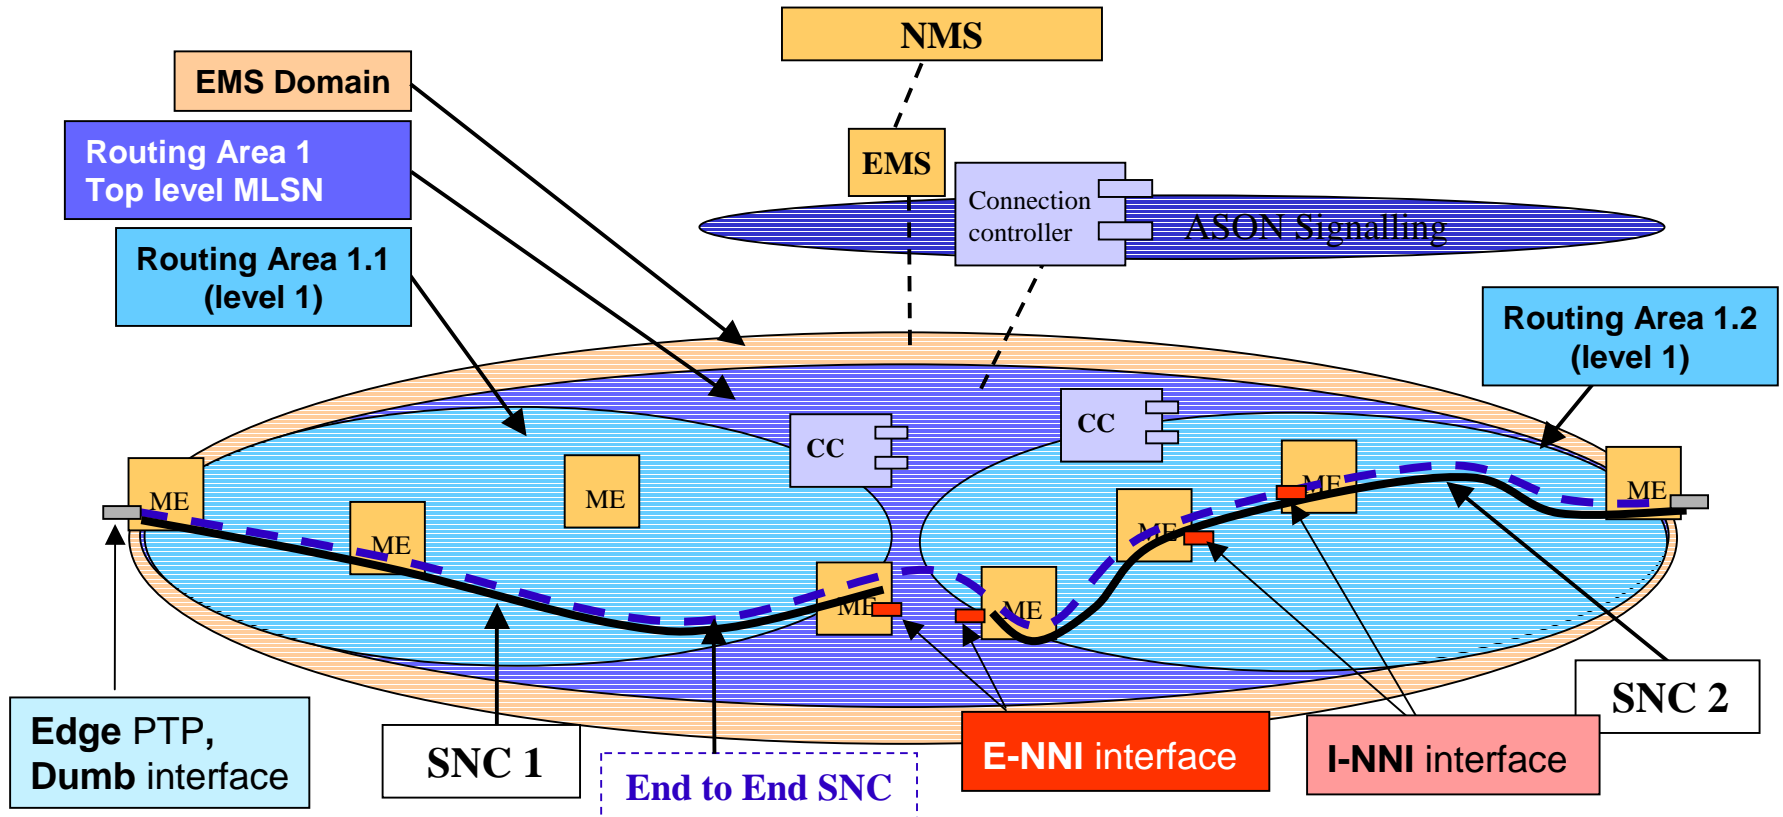 NMS
EMS Domain
Routing Area 1
Top level MLSN
EMS
Connection
controller
ASON Signalling
Routing Area 1.1
(level 1)
Routing Area 1.2
(level 1)
CC
CC
ME
ME
ME
ME
ME
ME
ME
ME
Edge PTP,
Dumb interface
SNC 1
End to End SNC
E-NNI interface
I-NNI interface
SNC 2